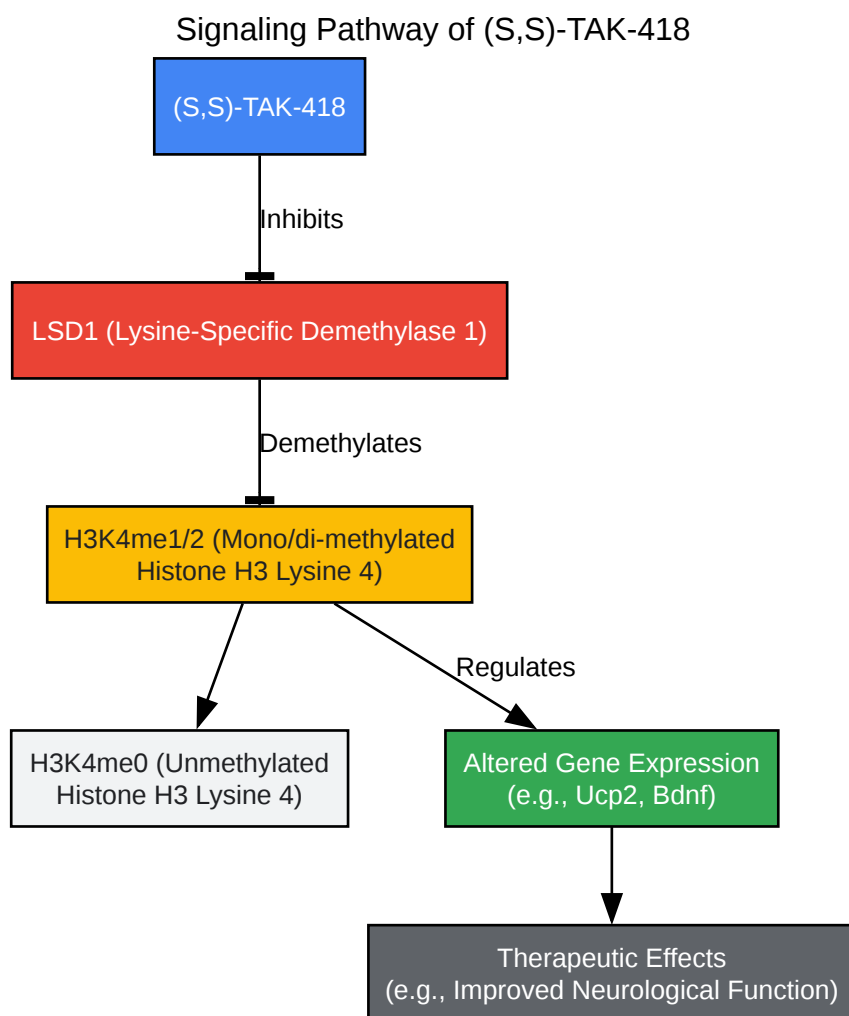 Signaling Pathway of (S,S)-TAK-418
(S,S)-TAK-418
Inhibits
LSD1 (Lysine-Specific Demethylase 1)
Demethylates
H3K4me1/2 (Mono/di-methylated
Histone H3 Lysine 4)
Regulates
H3K4me0 (Unmethylated
Histone H3 Lysine 4)
Altered Gene Expression
(e.g., Ucp2, Bdnf)
Therapeutic Effects
(e.g., Improved Neurological Function)